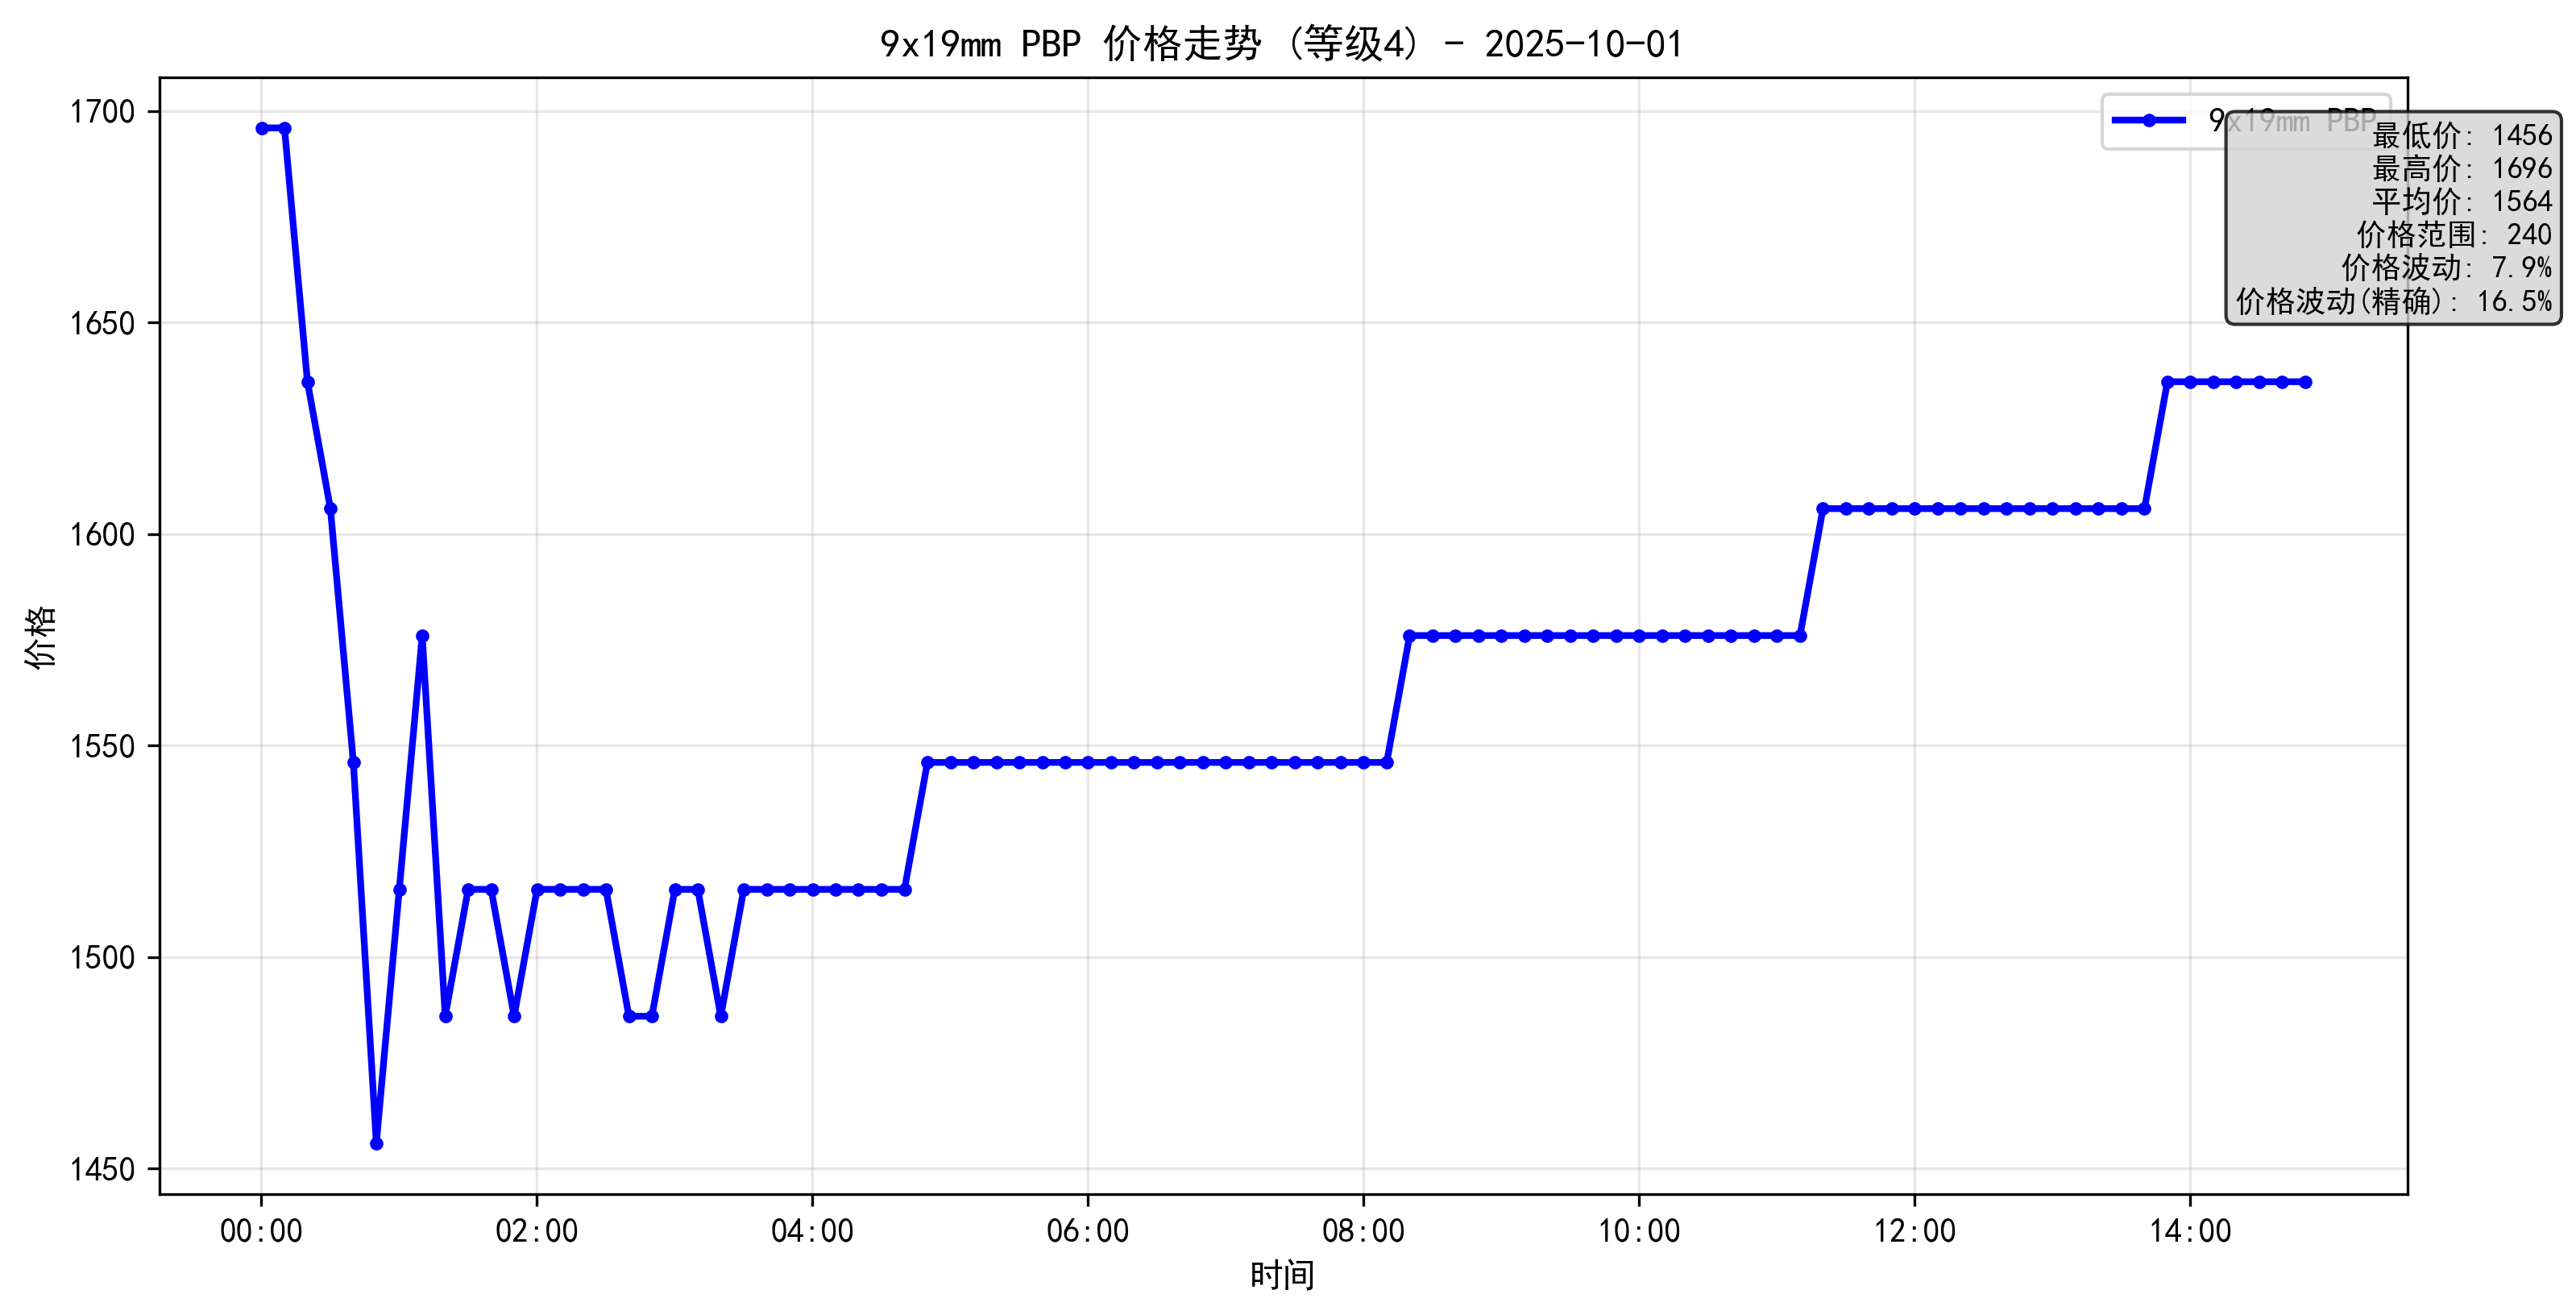 9x19mm PBP 价格走势 (等级4) - 2025-10-01
9x19mm PBP
最低价: 1456
最高价: 1696
平均价: 1564
价格范围: 240
价格波动: 7.9%
价格波动(精确): 16.5%
价格
1700
1650
1600
1550
1500
1450
00:00 02:00 04:00 06:00 08:00 10:00 12:00 14:00
时间